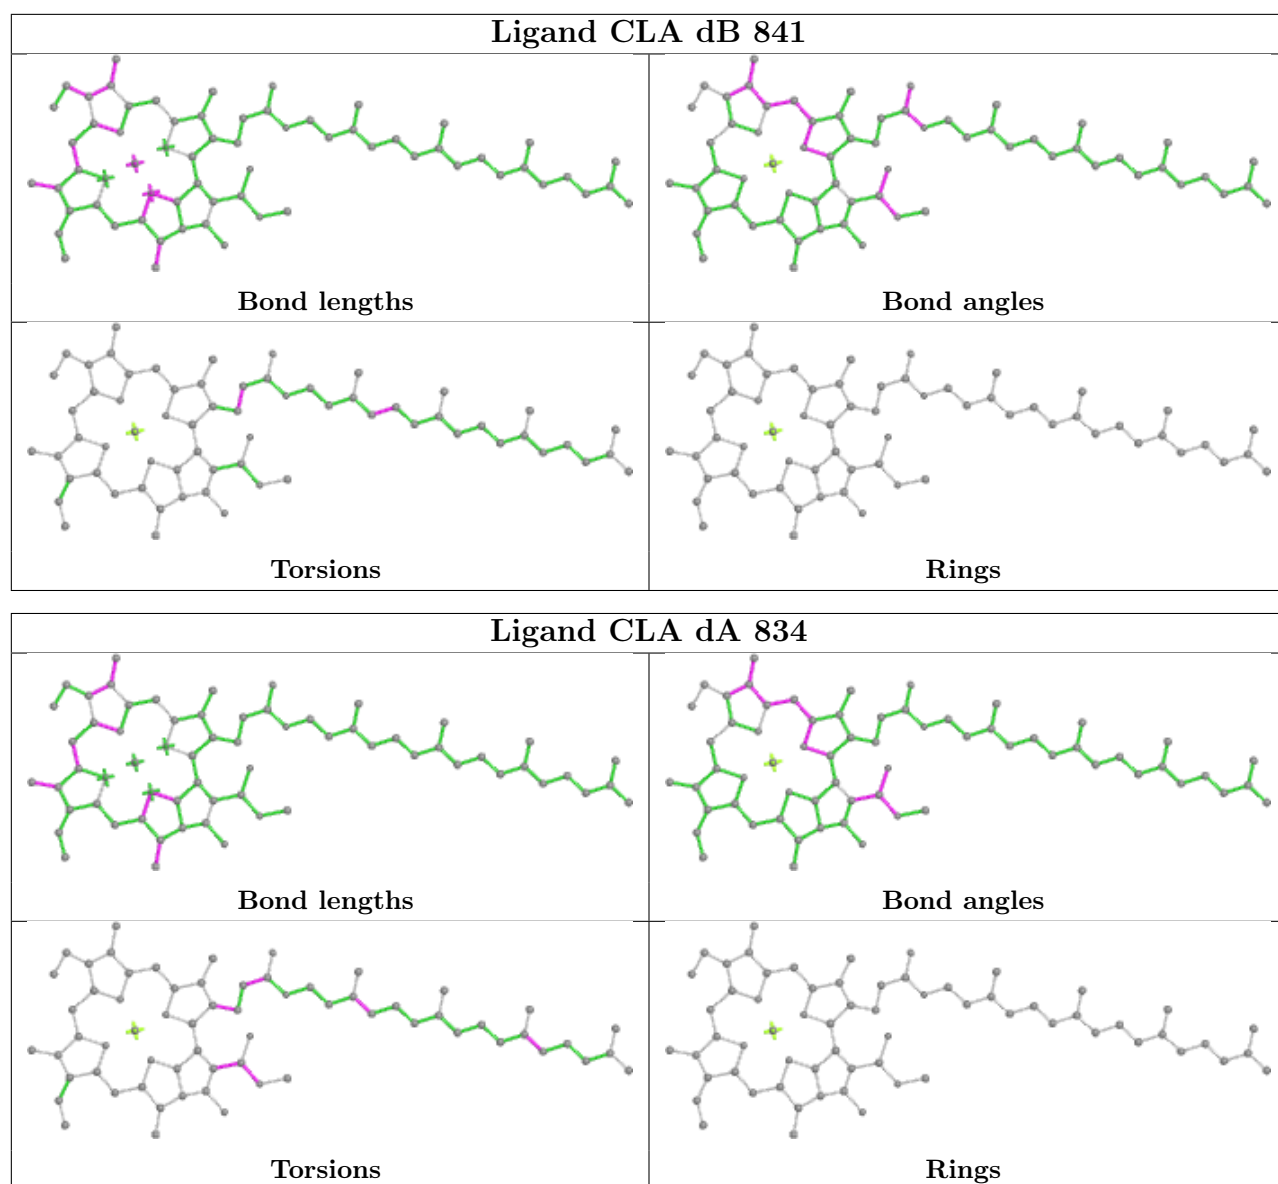 Ligand CLA dB 841
Bond lengths
Bond angles
Torsions
Rings
Ligand CLA dA 834
Bond lengths
Bond angles
Torsions
Rings